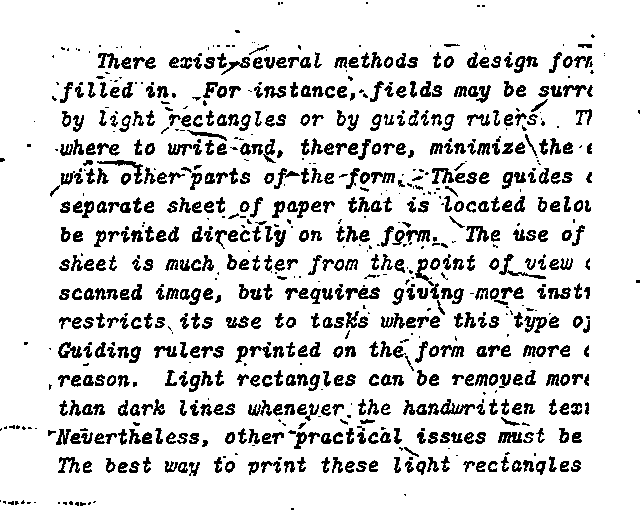 There exist several methods to design form
filled in. For instance, fields may be surr
by light rectangles or by guiding rulers. Th
where to write and, therefore, minimize the
with other parts of the form. These guides
separate sheet of paper that is located belo
be printed directly on the form. The use of
sheet is much better from the point of view
scanned image, but requires giving more inst
restricts its use to tasks where this type o
Guiding rulers printed on the form are more
reason. Light rectangles can be removed more
than dark lines whenever the handwritten tex
Nevertheless, other practical issues must be
The best way to print these light rectangles